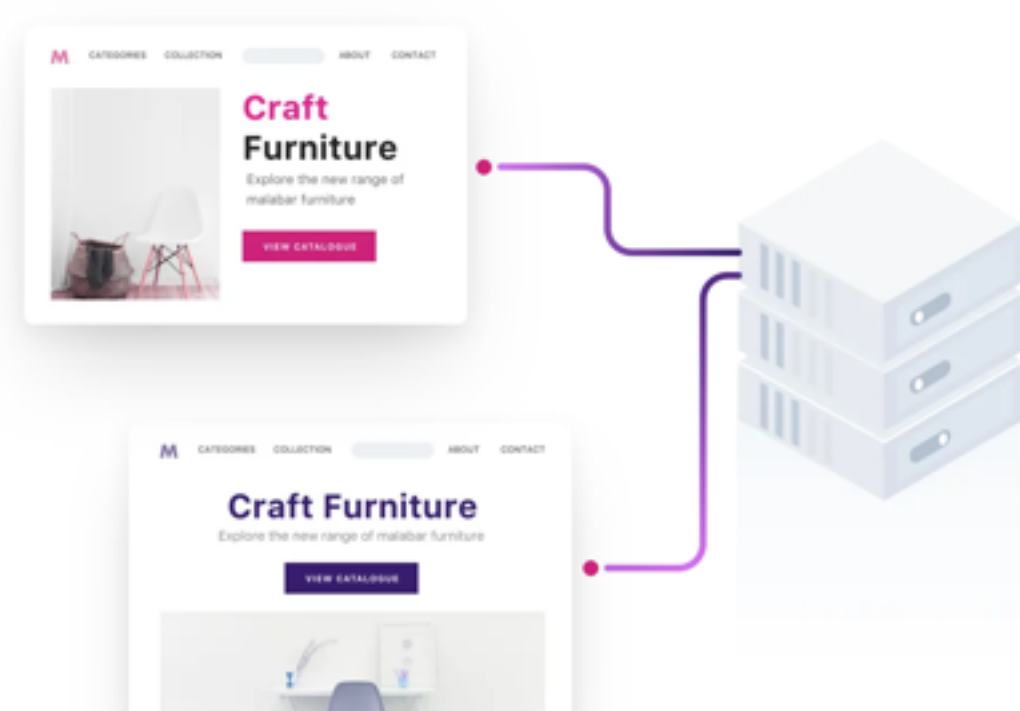 M CATEGORIES COLLECTION ABOUT CONTACT
Craft
Furniture
Explore the new range of
malabar furniture
VIEW CATALOGUE
M CATEGORIES COLLECTION ABOUT CONTACT
Craft Furniture
Explore the new range of malabar furniture
VIEW CATALOGUE